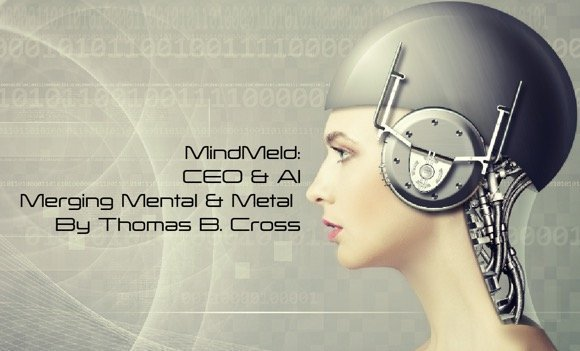 MindMeld:
CEO & AI
Merging Mental & Metal
By Thomas B. Cross